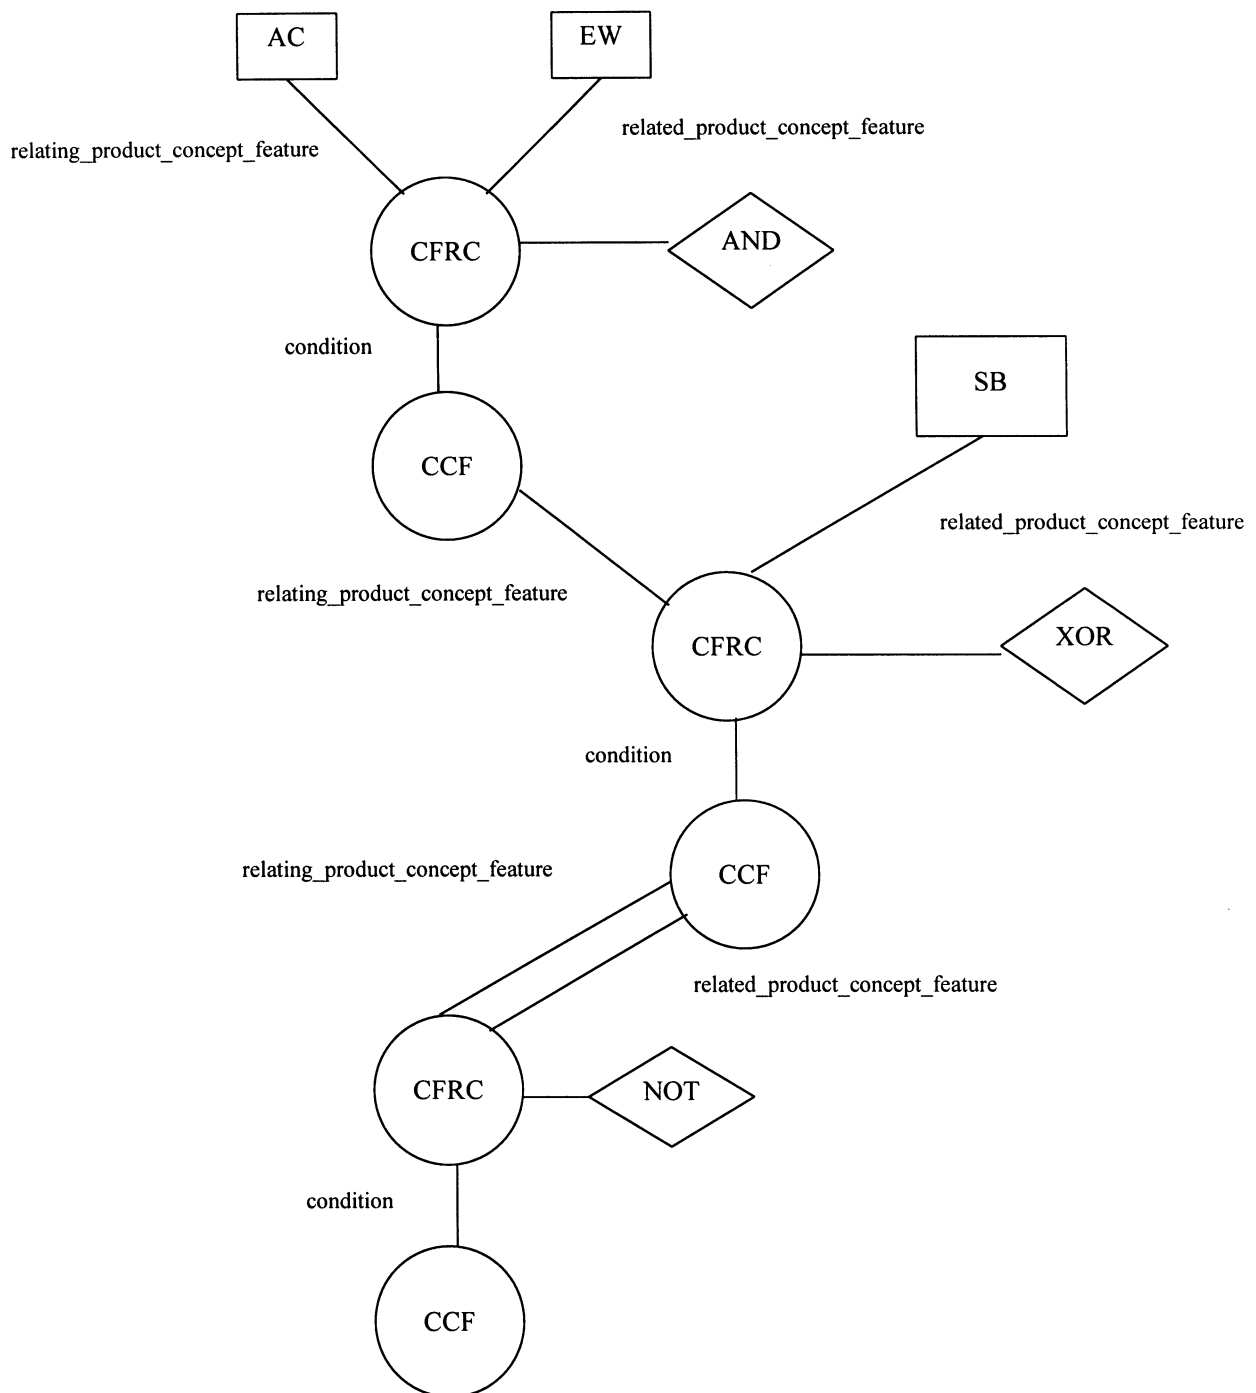 AC
EW
related_product_concept_feature
relating_product_concept_feature
CFRC
AND
condition
SB
CCF
related_product_concept_feature
relating_product_concept_feature
XOR
CFRC
condition
relating_product_concept_feature
CCF
related_product_concept_feature
CFRC
NOT
condition
CCF